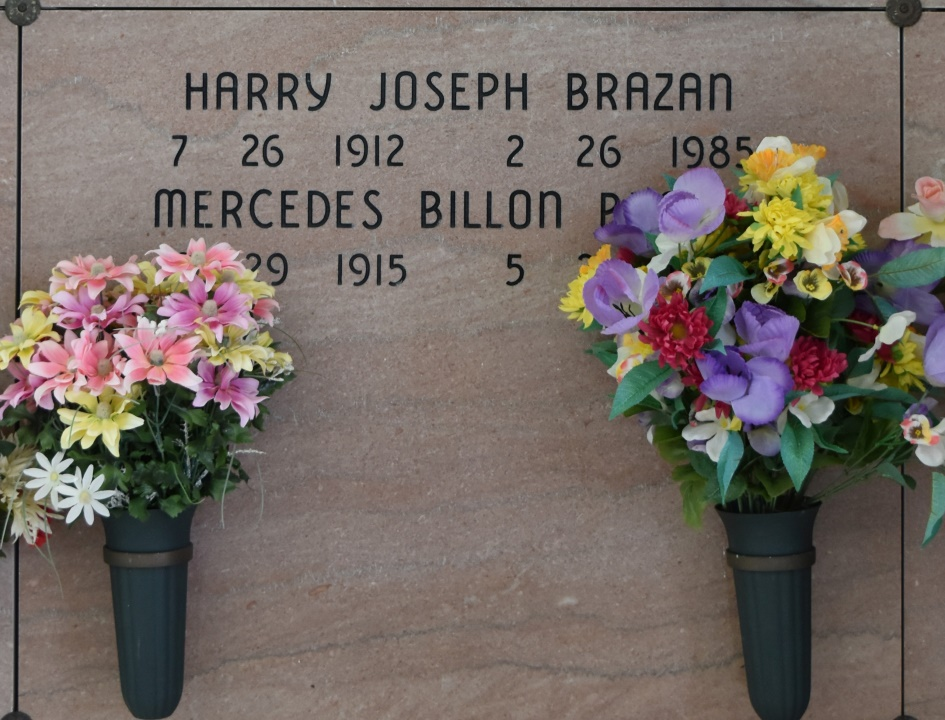 HARRY JOSEPH BRAZAN
7 26 1912 2 26 1985
MERCEDES BILLON
29 1915 5